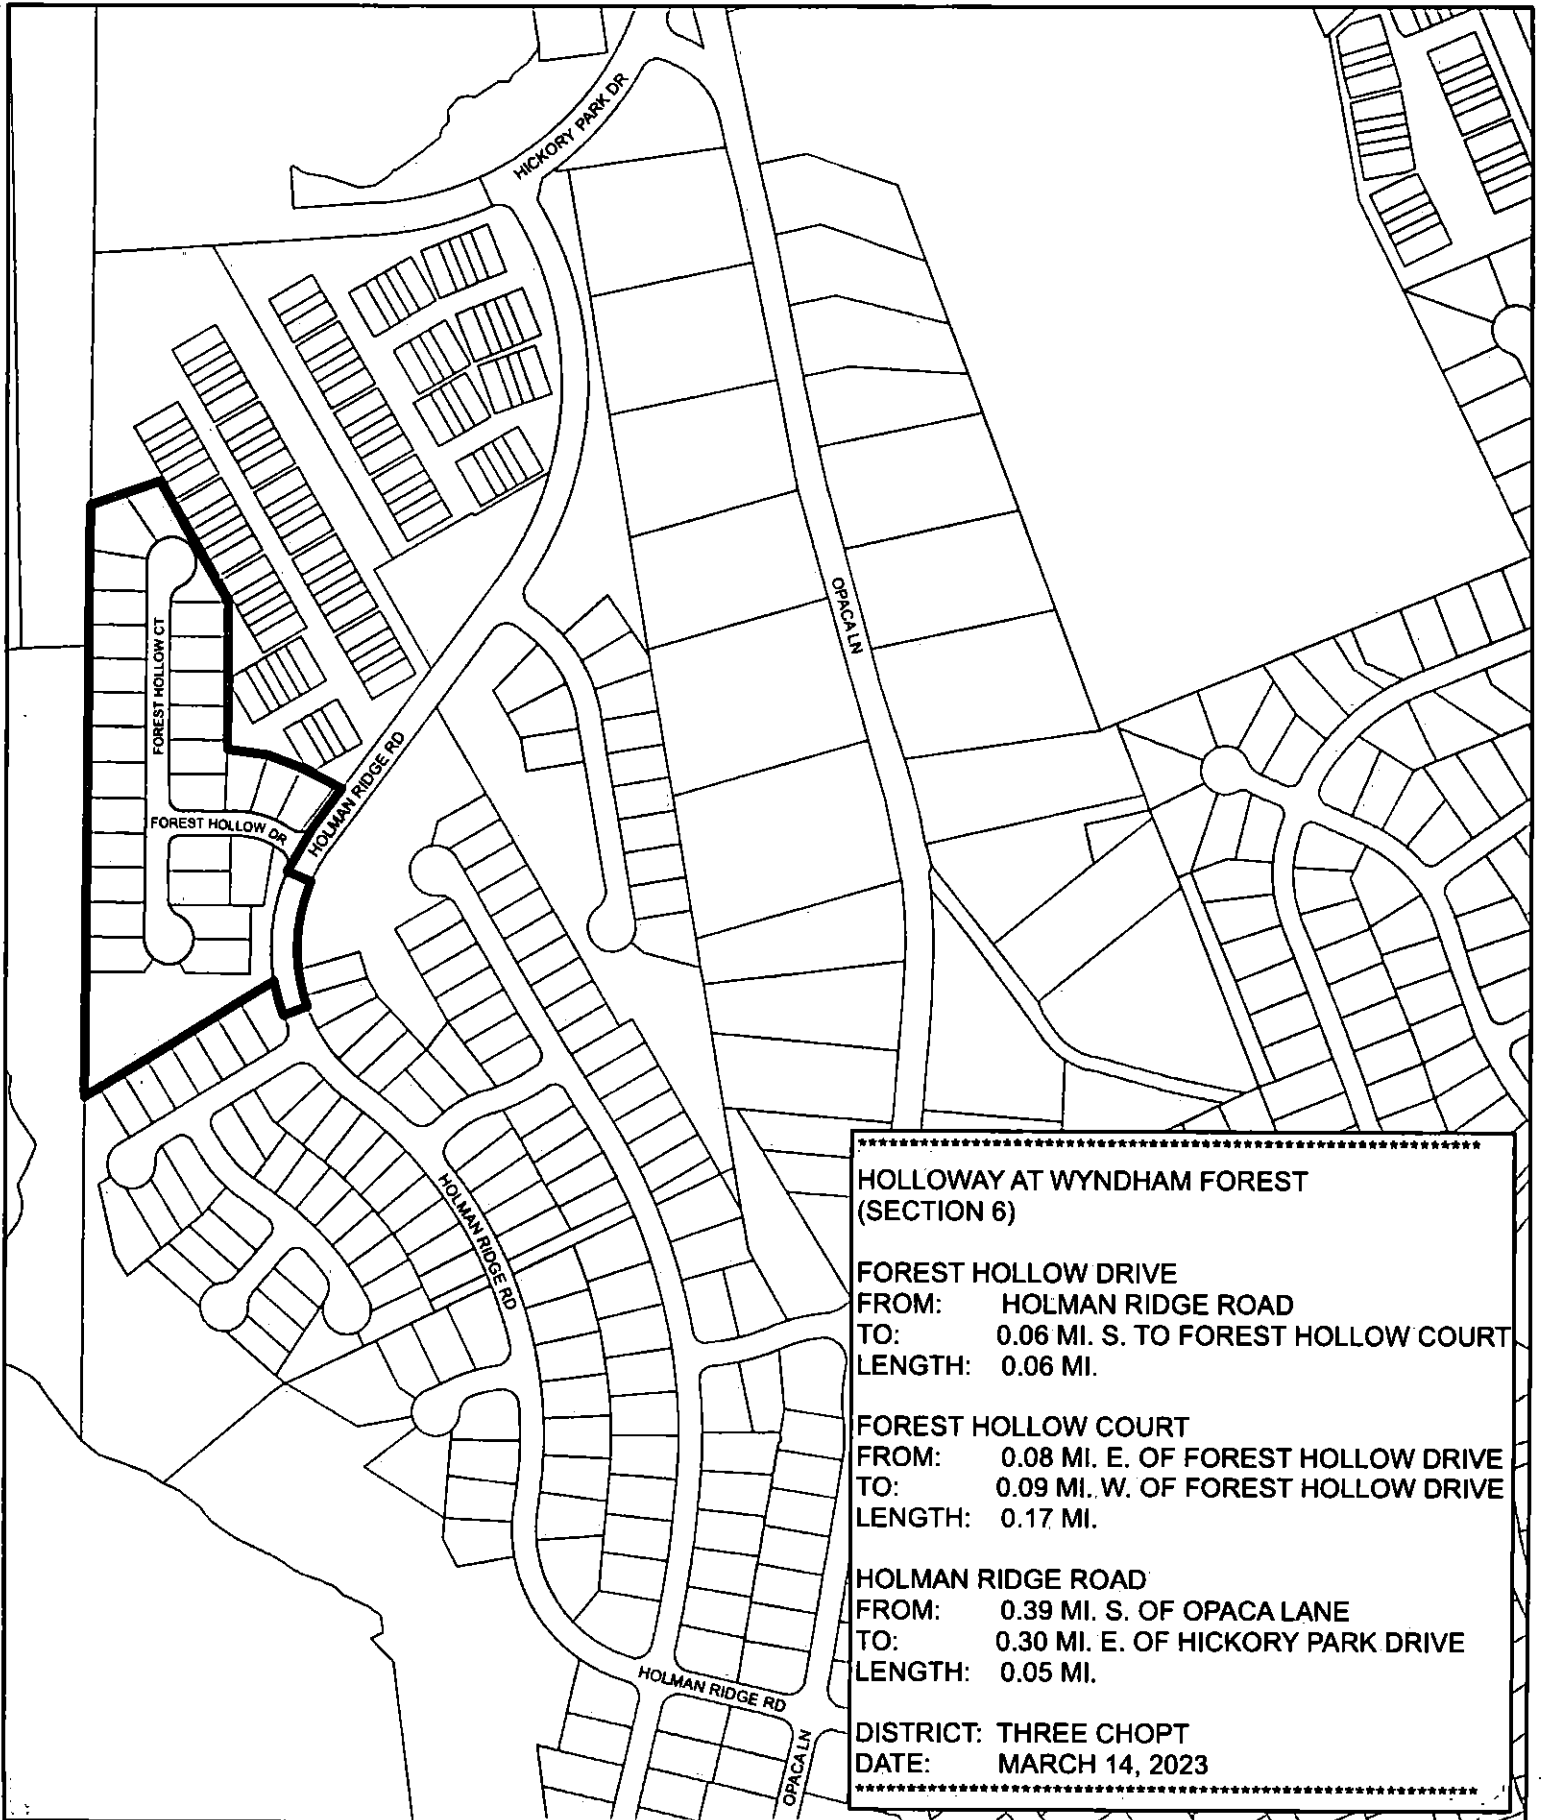 HICKORY PARK DR
OPACA LN
FOREST HOLLOW CT
FOREST HOLLOW DR
HOLMAN RIDGE RD
HOLMAN RIDGE RD
HOLMAN RIDGE RD
OPACA LN
HOLLOWAY AT WYNDHAM FOREST
(SECTION 6)
FOREST HOLLOW DRIVE
FROM: HOLMAN RIDGE ROAD
TO: 0.06 MI. S. TO FOREST HOLLOW COURT
LENGTH: 0.06 MI.
FOREST HOLLOW COURT
FROM: 0.08 MI. E. OF FOREST HOLLOW DRIVE
TO: 0.09 MI. W. OF FOREST HOLLOW DRIVE
LENGTH: 0.17 MI.
HOLMAN RIDGE ROAD
FROM: 0.39 MI. S. OF OPACA LANE
TO: 0.30 MI. E. OF HICKORY PARK DRIVE
LENGTH: 0.05 MI.
DISTRICT: THREE CHOPT
DATE: MARCH 14, 2023